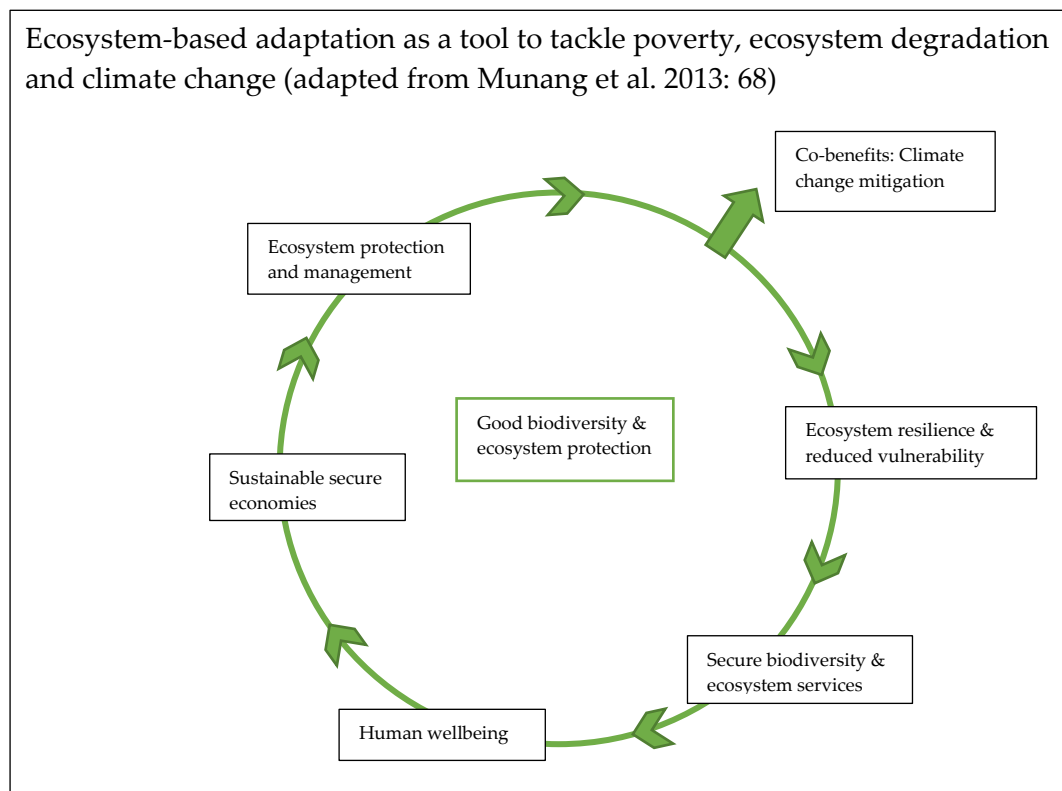 Ecosystem-based adaptation as a tool to tackle poverty, ecosystem degradation
and climate change (adapted from Munang et al. 2013: 68)
Co-benefits: Climate
change mitigation
Ecosystem protection
and management
Good biodiversity &
ecosystem protection
Ecosystem resilience &
reduced vulnerability
Sustainable secure
economies
Secure biodiversity &
ecosystem services
Human wellbeing